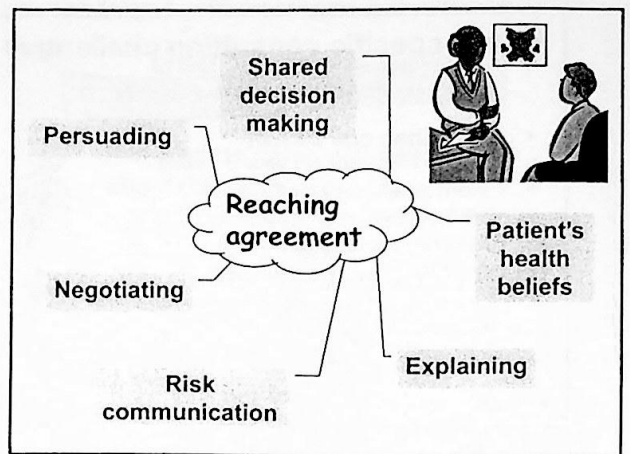 Shared
decision
making
Persuading
Reaching
agreement
Patient's
health
beliefs
Negotiating
Explaining
Risk
communication